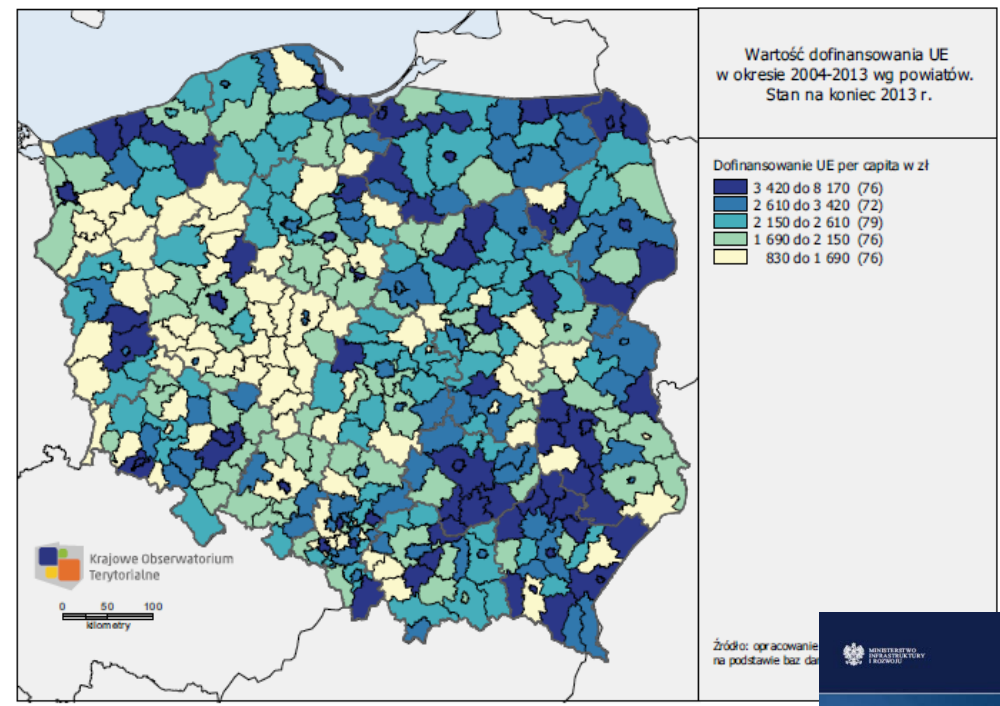 Wartość dofinansowania UE
w okresie 2004-2013 wg powiatów.
Stan na koniec 2013 r.
Dofinansowanie UE per capita w zł
3 420 do 8 170 (76)
2 610 do 3 420 (72)
2 150 do 2 610 (79)
1 690 do 2 150 (76)
830 do 1 690 (76)
Krajowe Obserwatorium
Terytorialne
0 50 100
kilometry
Źródło: opracowanie
na podstawie baz
MINISTERSTWO
INFRASTRUKTURY
I ROZWOJU